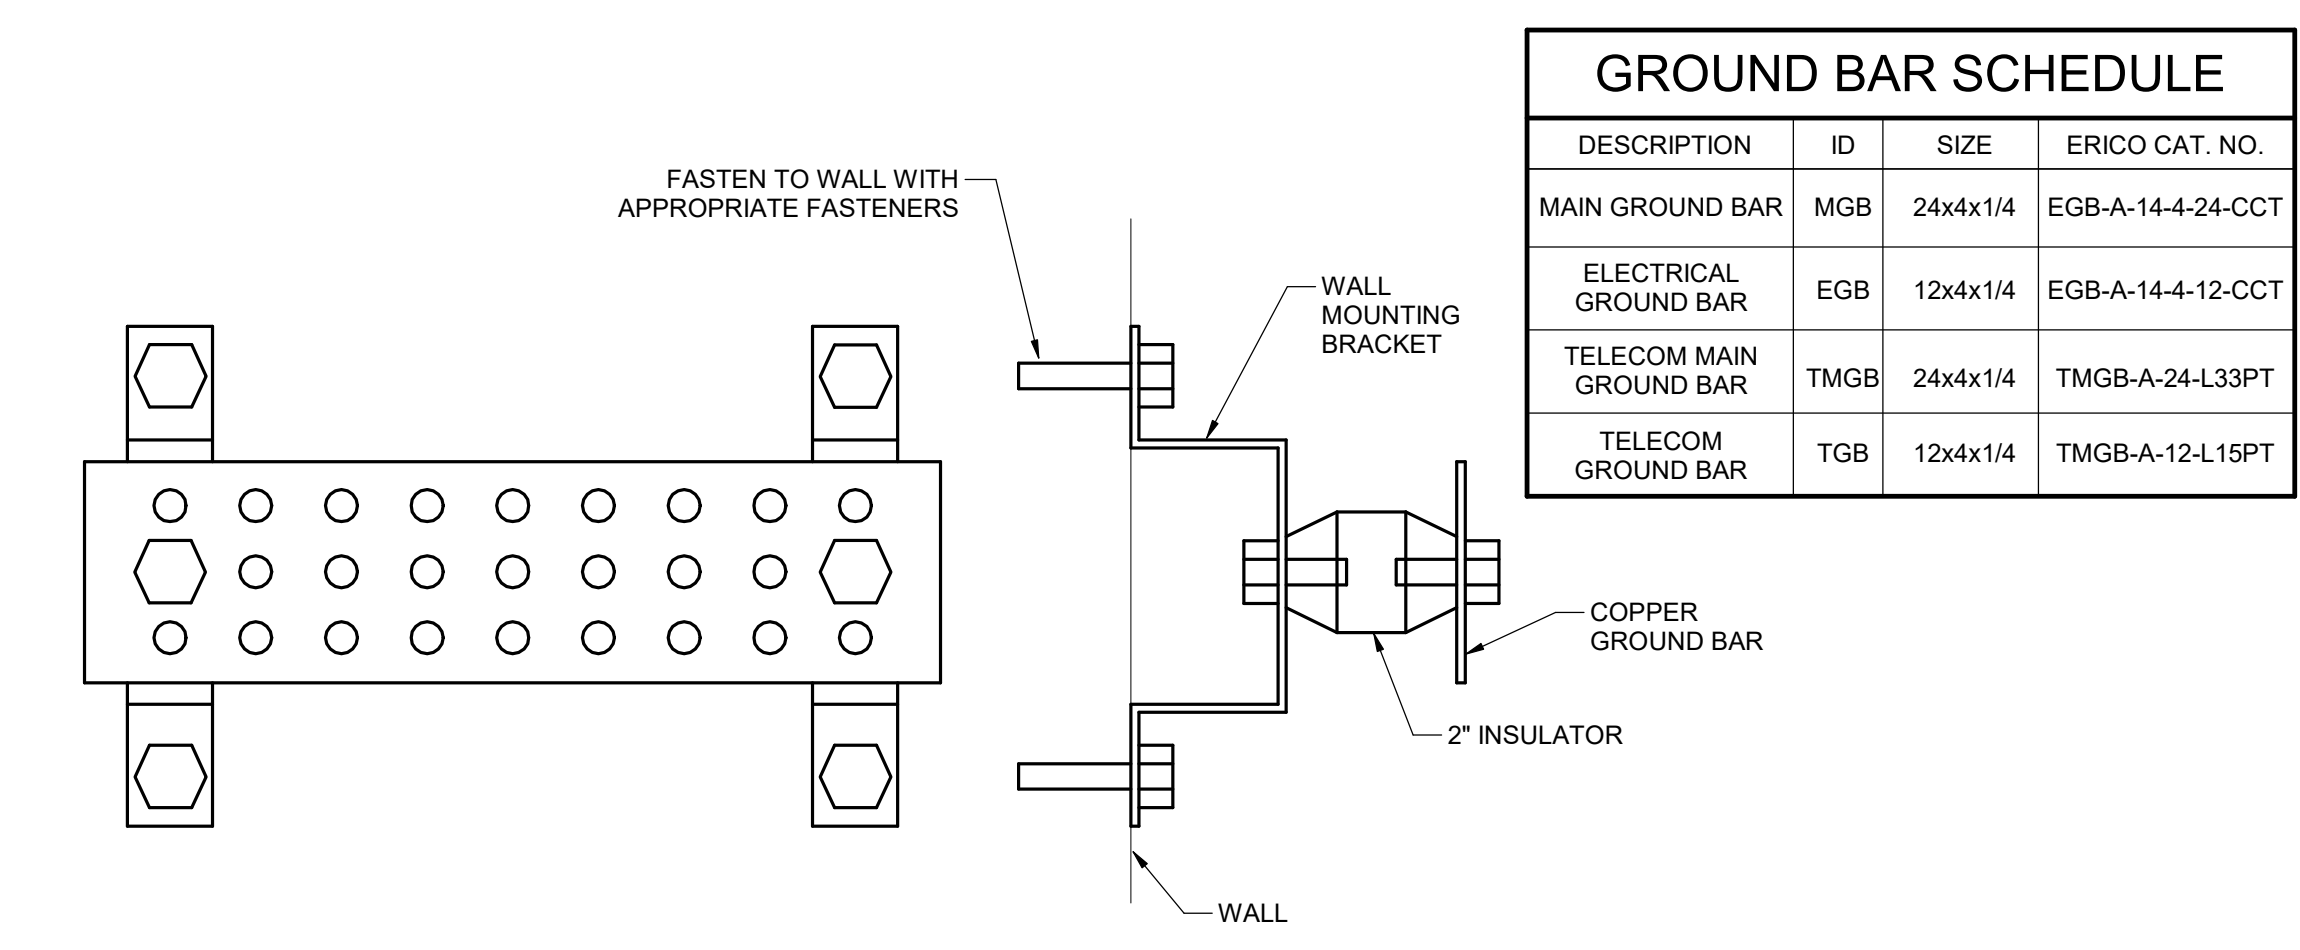 GROUND BAR SCHEDULE
DESCRIPTION ID SIZE ERICO CAT. NO.
MAIN GROUND BAR MGB 24x4x1/4 EGB-A-14-4-24-CCT
ELECTRICAL
GROUND BAR EGB 12x4x1/4 EGB-A-14-4-12-CCT
TELECOM MAIN
GROUND BAR TMGB 24x4x1/4 TMGB-A-24-L33PT
TELECOM
GROUND BAR TGB 12x4x1/4 TMGB-A-12-L15PT
FASTEN TO WALL WITH
APPROPRIATE FASTENERS
WALL
MOUNTING
BRACKET
COPPER
GROUND BAR
2" INSULATOR
WALL